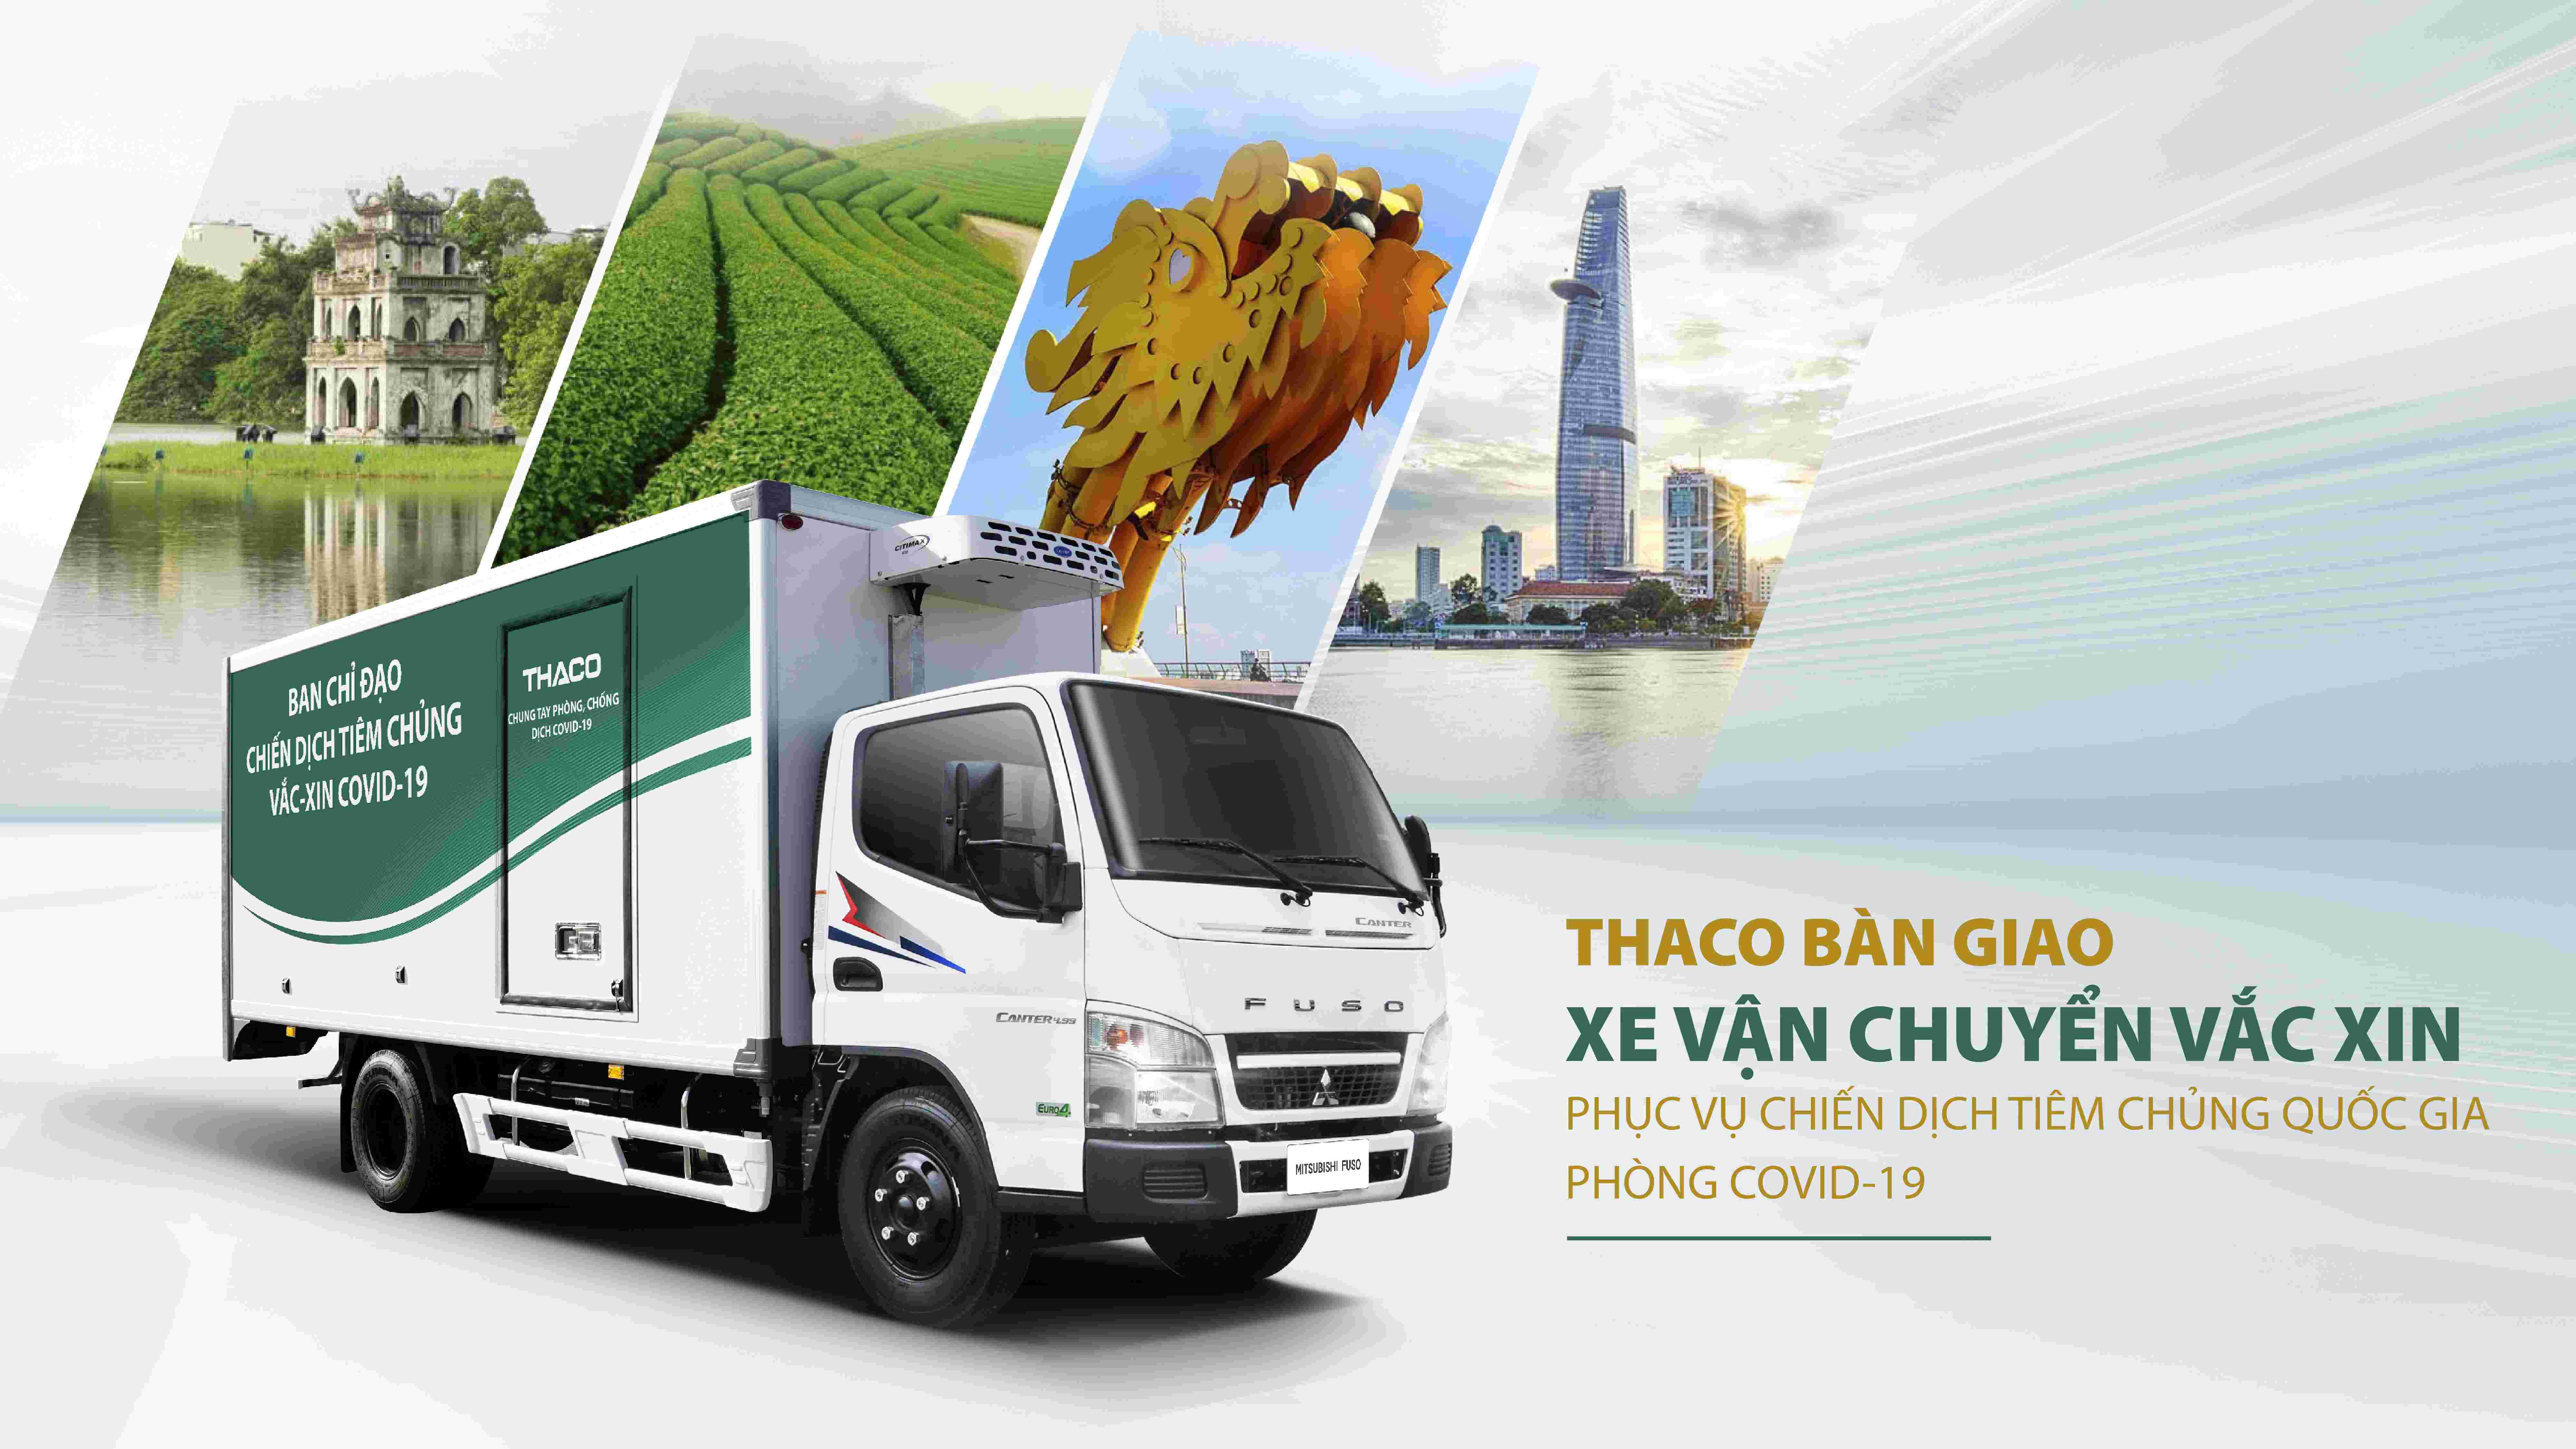 BAN CHỈ ĐẠO
CHIẾN DỊCH TIÊM CHỦNG
VẮC-XIN COVID-19
THACO
CHUNG TAY PHÒNG, CHỐNG
DỊCH COVID-19
CITIMAX
CANTER
FUSO
CANTER 4.99
EURO 4
MITSUBISHI FUSO
THACO BÀN GIAO
XE VẬN CHUYỂN VẮC XIN
PHỤC VỤ CHIẾN DỊCH TIÊM CHỦNG QUỐC GIA
PHÒNG COVID-19